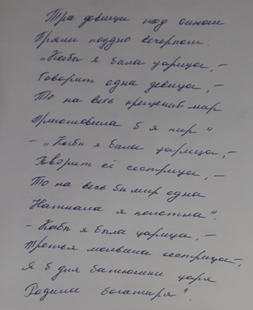 Три девицы под окном
Пряли поздно вечерком.
„Кабы я была царица, –
Говорит одна девица, –
То на весь крещеный мир
Приготовила б я пир"
– „Кабы я была царица, –
Говорит её сестрица, –
То на весь бы мир одна
Наткала я полотна".
– Кабы я была царица, –
Третья молвила сестрица, –
Я б для батюшки царя
Родила богатыря".